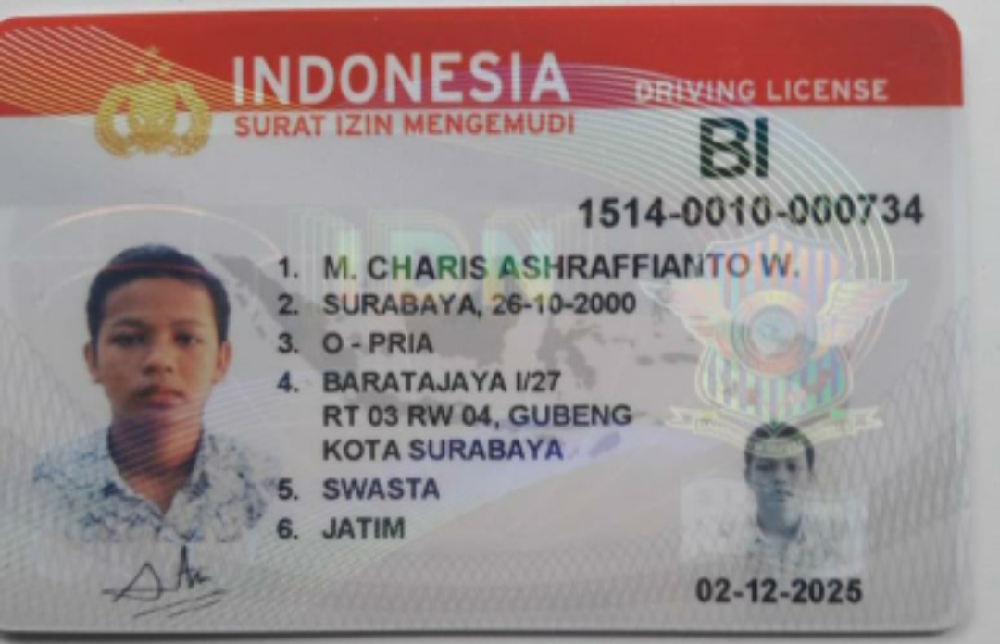 INDONESIA
SURAT IZIN MENGEMUDI
DRIVING LICENSE
BI
1514-0010-000734
1. M. CHARIS ASHRAFFIANTO W.
2. SURABAYA, 26-10-2000
3. O - PRIA
4. BARATAJAYA I/27
RT 03 RW 04, GUBENG
KOTA SURABAYA
5. SWASTA
6. JATIM
02-12-2025
IDN